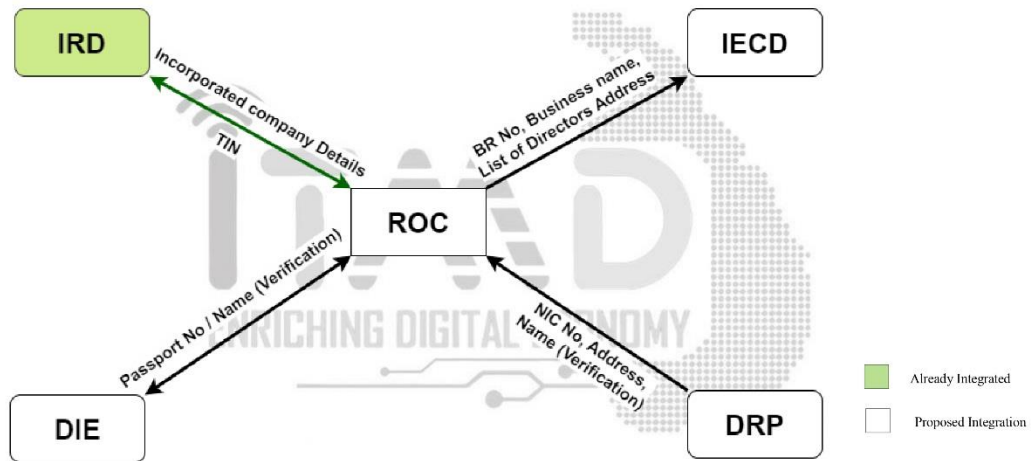 IRD
IECD
Incorporated company Details
TIN
BR No, Business name,
List of Directors Address
ROC
Passport No / Name (Verification)
NIC No, Address,
Name (Verification)
ITMD
ENRICHING DIGITAL ECONOMY
DIE
DRP
Already Integrated
Proposed Integration